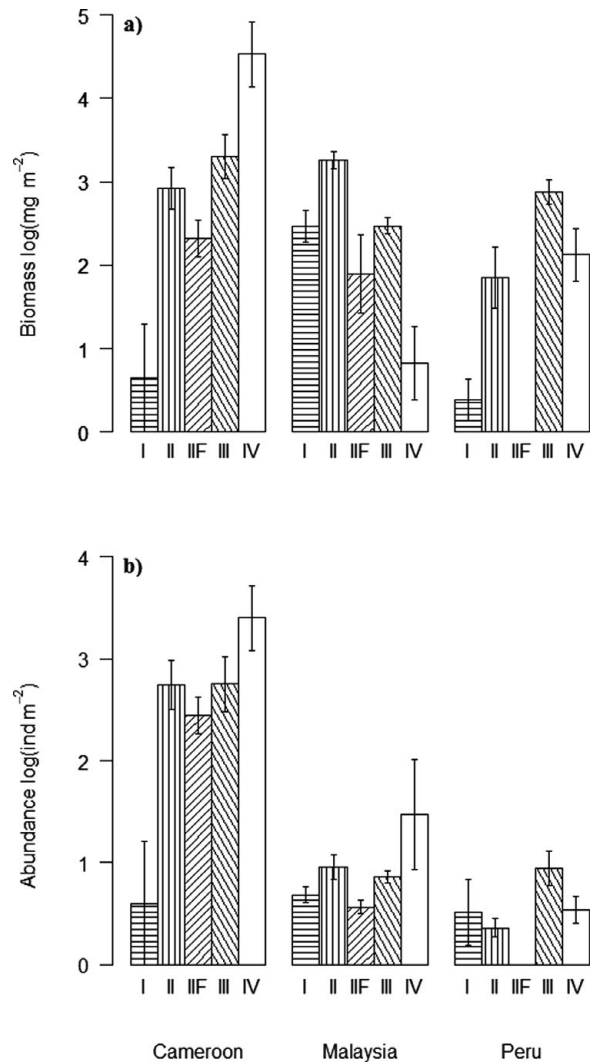 a)
Biomass log(mg m−2)
5
4
3
2
1
0
I II IIF III IV I II IIF III IV I II IIF III IV
b)
Abundance log(ind m−2)
4
3
2
1
0
I II IIF III IV I II IIF III IV I II IIF III IV
Cameroon Malaysia Peru